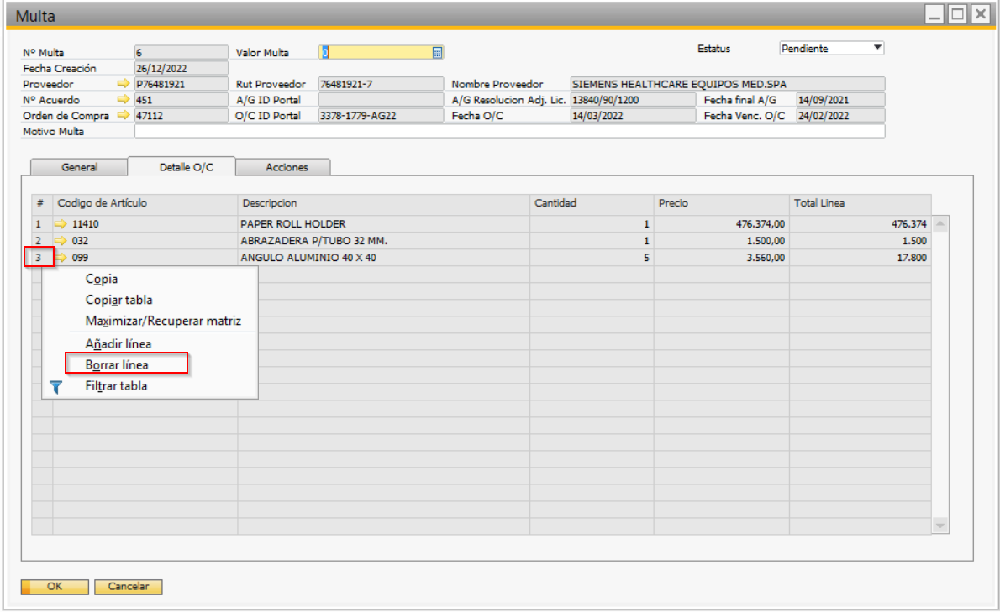 Multa
Nº Multa 6 Valor Multa 0 Estatus Pendiente
Fecha Creación 26/12/2022
Proveedor P76481921 Rut Proveedor 76481921-7 Nombre Proveedor SIEMENS HEALTHCARE EQUIPOS MED.SPA
Nº Acuerdo 451 A/G ID Portal A/G Resolucion Adj. Lic. 13840/90/1200 Fecha final A/G 14/09/2021
Orden de Compra 47112 O/C ID Portal 3378-1779-AG22 Fecha O/C 14/03/2022 Fecha Venc. O/C 24/02/2022
Motivo Multa
General Detalle O/C Acciones
# Codigo de Artículo Descripcion Cantidad Precio Total Linea
1 11410 PAPER ROLL HOLDER 1 476.374,00 476.374
2 032 ABRAZADERA P/TUBO 32 MM. 1 1.500,00 1.500
3 099 ANGULO ALUMINIO 40 X 40 5 3.560,00 17.800
Copia
Copiar tabla
Maximizar/Recuperar matriz
Añadir línea
Borrar línea
Filtrar tabla
OK Cancelar